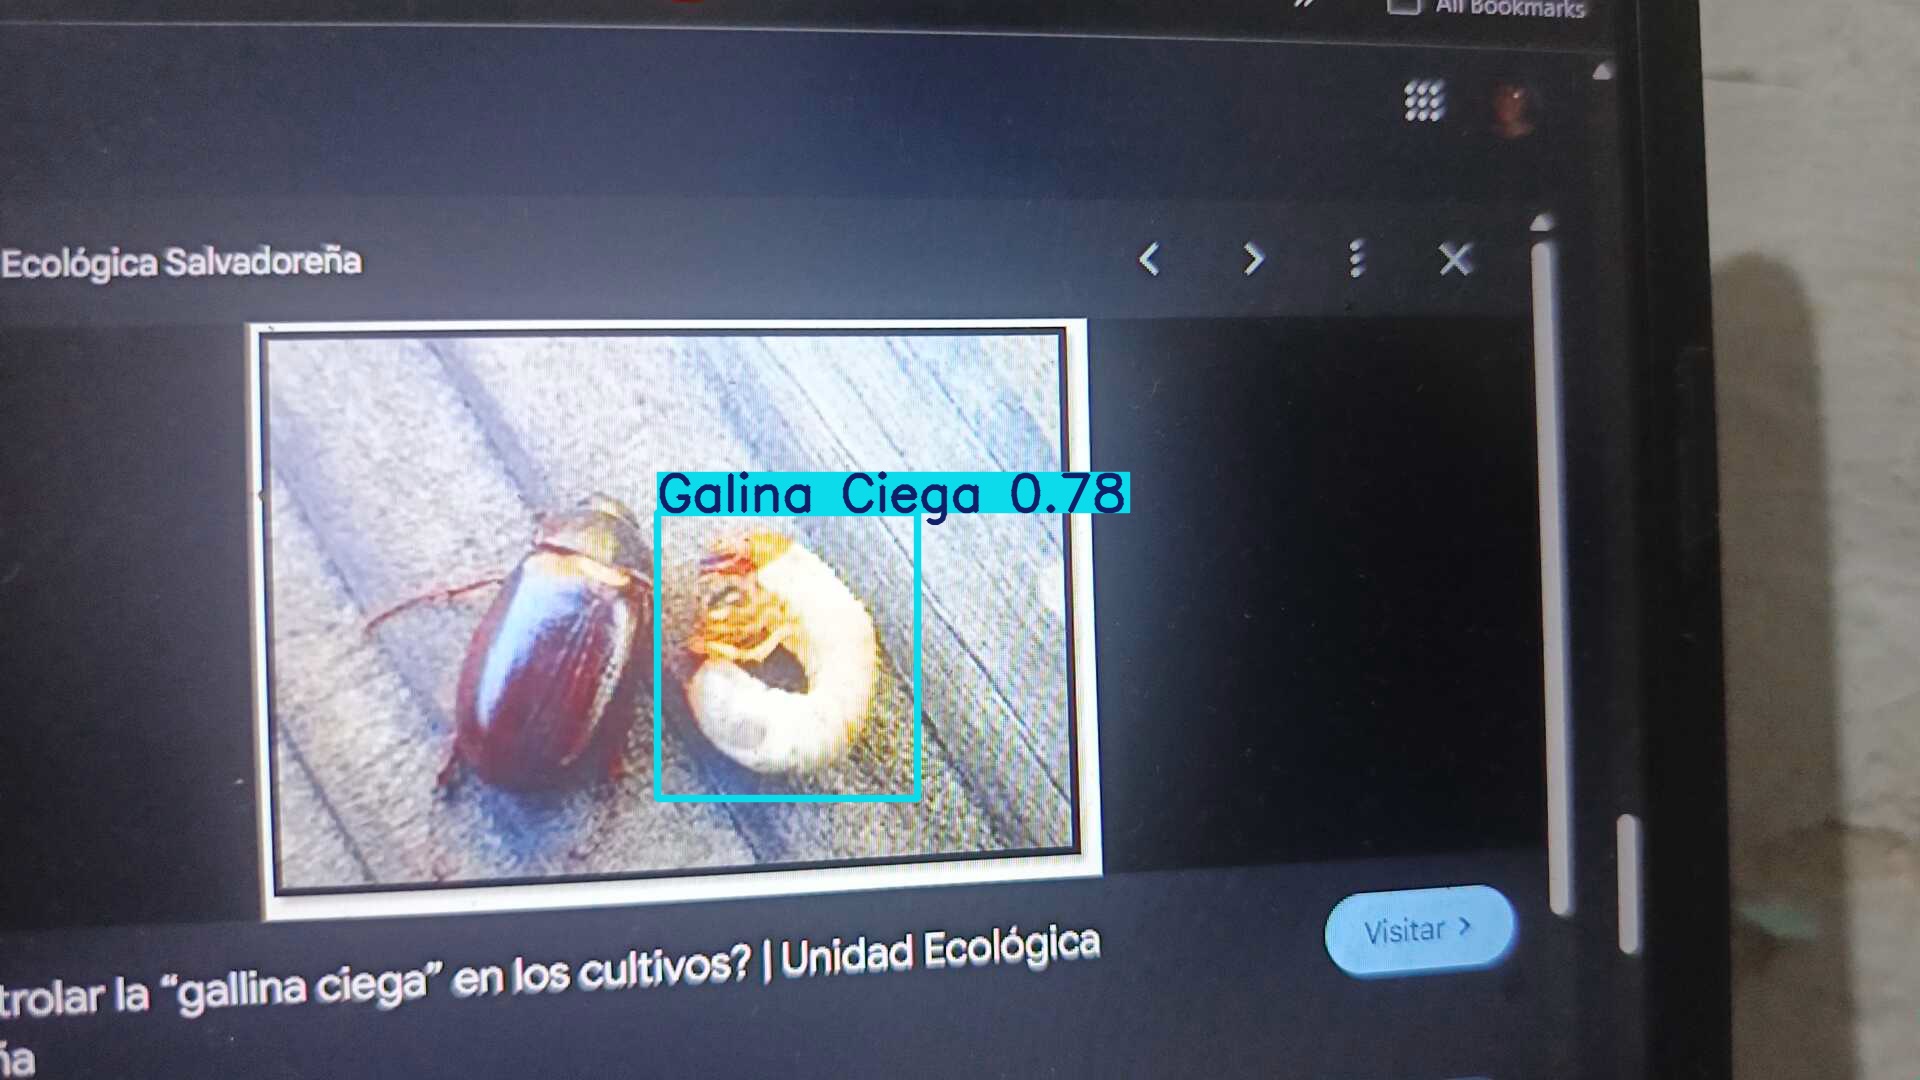 All Bookmarks
Ecológica Salvadoreña
Galina Ciega 0.78
trolar la “gallina ciega” en los cultivos? | Unidad Ecológica
ña
Visitar